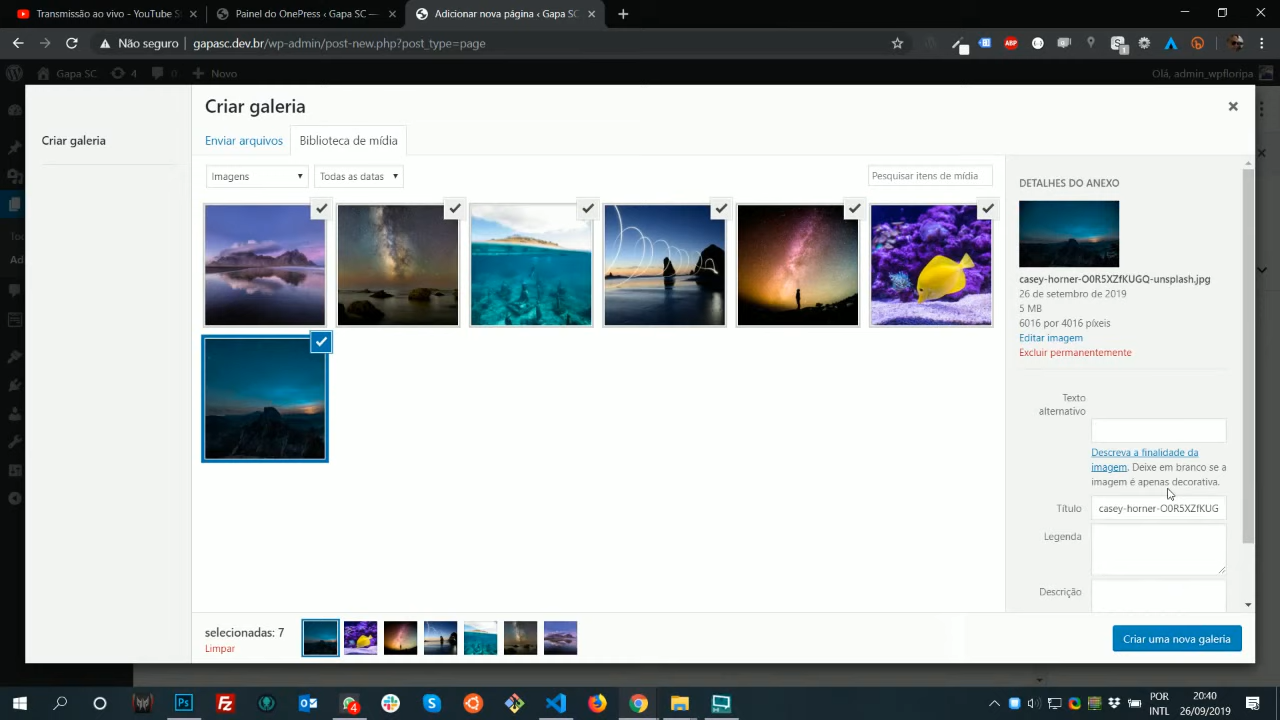 Transmissão ao vivo - YouTube S
Painel do OnePress ‹ Gapa SC —
Adicionar nova página ‹ Gapa SC
Não seguro
gapasc.dev.br/wp-admin/post-new.php?post_type=page
ABP
1
Gapa SC
4
0
Novo
Olá, admin_wpfloripa
Criar galeria
Criar galeria
Enviar arquivos
Biblioteca de mídia
Imagens
Todas as datas
Pesquisar itens de mídia
DETALHES DO ANEXO
casey-horner-O0R5XZfKUGQ-unsplash.jpg
26 de setembro de 2019
5 MB
6016 por 4016 píxeis
Editar imagem
Excluir permanentemente
Texto
alternativo
Descreva a finalidade da
imagem. Deixe em branco se a
imagem é apenas decorativa.
Título
casey-horner-O0R5XZfKUG
Legenda
Descrição
selecionadas: 7
Limpar
Criar uma nova galeria
Ps
4
POR
INTL
20:40
26/09/2019